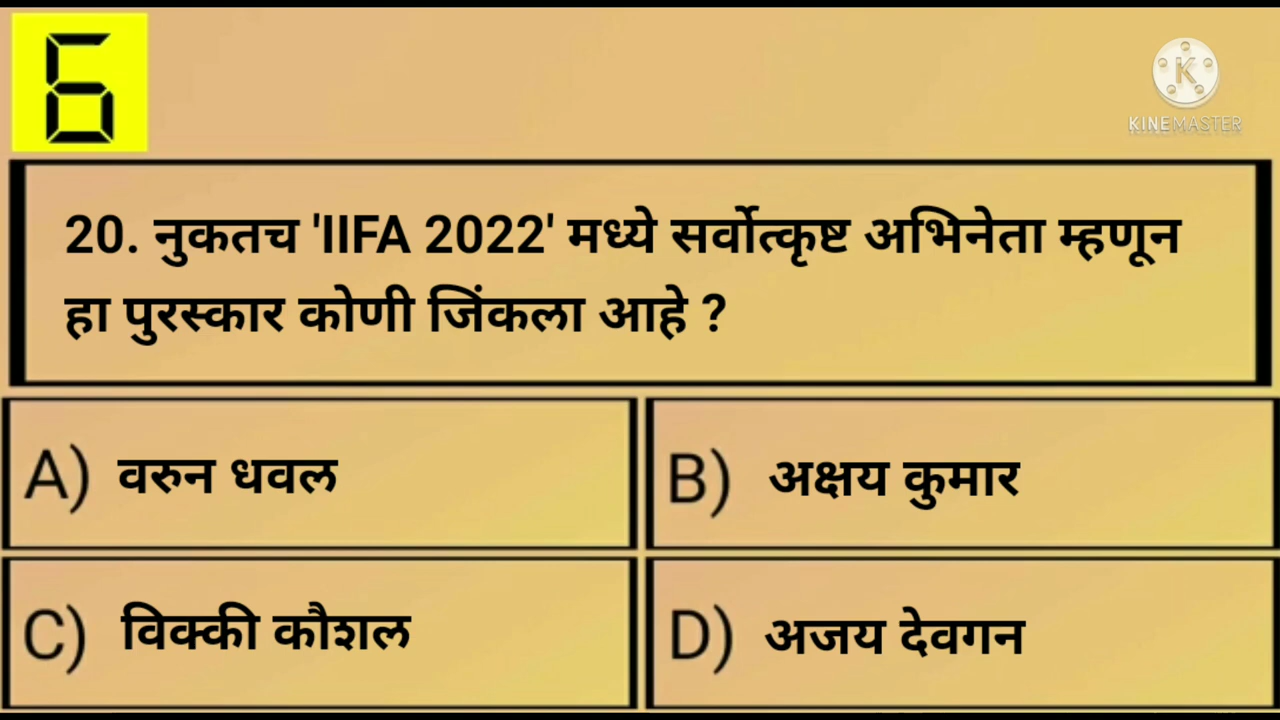 6
KINEMASTER
20. नुकतच 'IIFA 2022' मध्ये सर्वोत्कृष्ट अभिनेता म्हणून
हा पुरस्कार कोणी जिंकला आहे ?
A) वरुन धवल
B) अक्षय कुमार
C) विक्की कौशल
D) अजय देवगन